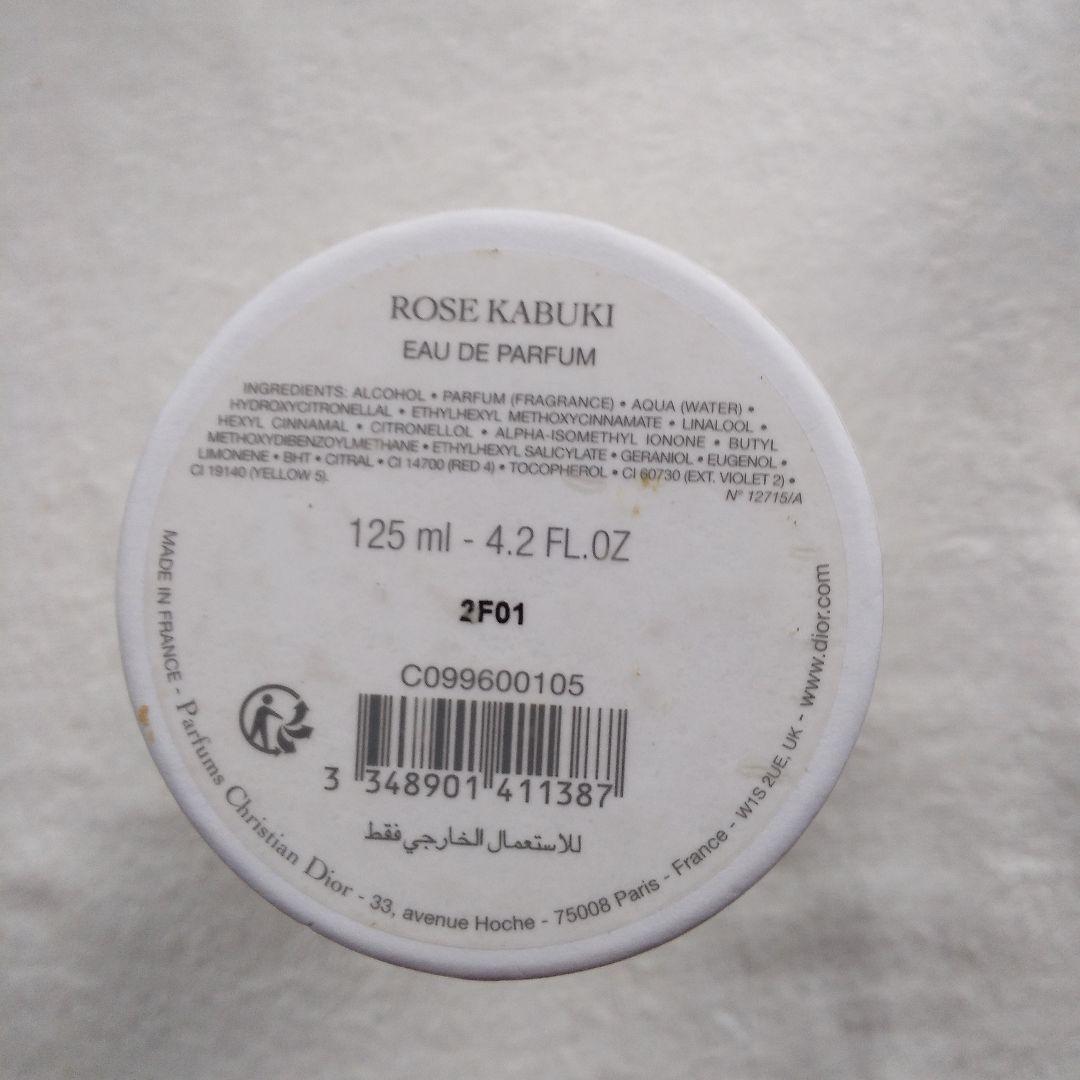 ROSE KABUKI
EAU DE PARFUM
INGREDIENTS: ALCOHOL • PARFUM (FRAGRANCE) • AQUA (WATER) •
HYDROXYCITRONELLAL • ETHYLHEXYL METHOXYCINNAMATE • LINALOOL •
HEXYL CINNAMAL • CITRONELLOL • ALPHA-ISOMETHYL IONONE • BUTYL
METHOXYDIBENZOYLMETHANE • ETHYLHEXYL SALICYLATE • GERANIOL • EUGENOL •
LIMONENE • BHT • CITRAL • CI 14700 (RED 4) • TOCOPHEROL • CI 60730 (EXT. VIOLET 2) •
CI 19140 (YELLOW 5).
N° 12715/A
125 ml - 4.2 FL.OZ
2F01
C099600105
3 348901 411387
للاستعمال الخارجي فقط
MADE IN FRANCE - Parfums Christian Dior - 33, avenue Hoche - 75008 Paris - France - W1S 2UE, UK - www.dior.com